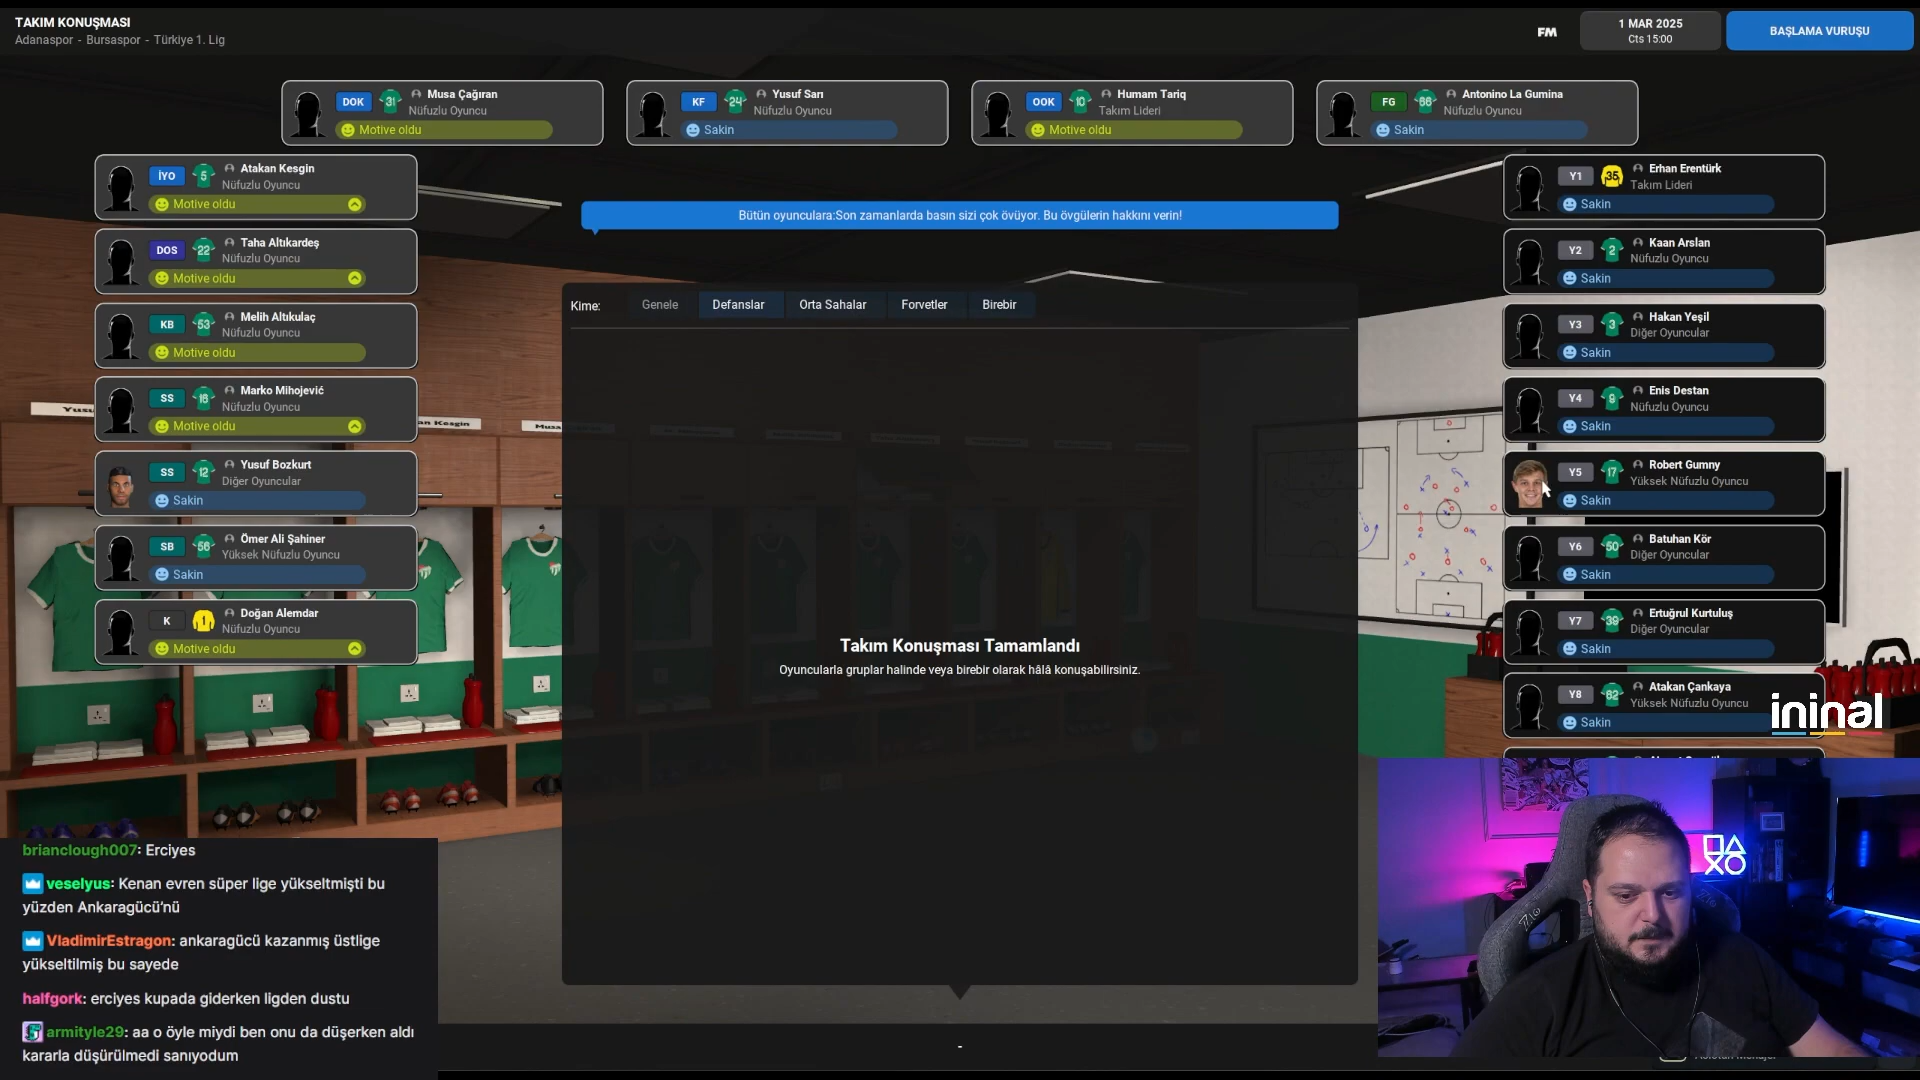 TAKIM KONUŞMASI
Adanaspor - Bursaspor - Türkiye 1. Lig
FM
1 MAR 2025
Cts 15:00
BAŞLAMA VURUŞU
DOK 31 Musa Çağıran
Nüfuzlu Oyuncu
Motive oldu
KF 24 Yusuf Sarı
Nüfuzlu Oyuncu
Sakin
OOK 10 Humam Tariq
Takım Lideri
Motive oldu
FG 66 Antonino La Gumina
Nüfuzlu Oyuncu
Sakin
İYO 5 Atakan Kesgin
Nüfuzlu Oyuncu
Motive oldu
DOS 22 Taha Altıkardeş
Nüfuzlu Oyuncu
Motive oldu
KB 53 Melih Altıkulaç
Nüfuzlu Oyuncu
Motive oldu
SS 16 Marko Mihojević
Nüfuzlu Oyuncu
Motive oldu
SS 12 Yusuf Bozkurt
Diğer Oyuncular
Sakin
SB 56 Ömer Ali Şahiner
Yüksek Nüfuzlu Oyuncu
Sakin
K 1 Doğan Alemdar
Nüfuzlu Oyuncu
Motive oldu
Bütün oyunculara:Son zamanlarda basın sizi çok övüyor. Bu övgülerin hakkını verin!
Kime: Genele Defanslar Orta Sahalar Forvetler Birebir
Takım Konuşması Tamamlandı
Oyuncularla gruplar halinde veya birebir olarak hâlâ konuşabilirsiniz.
-
Y1 35 Erhan Erentürk
Takım Lideri
Sakin
Y2 2 Kaan Arslan
Nüfuzlu Oyuncu
Sakin
Y3 3 Hakan Yeşil
Diğer Oyuncular
Sakin
Y4 9 Enis Destan
Nüfuzlu Oyuncu
Sakin
Y5 17 Robert Gumny
Yüksek Nüfuzlu Oyuncu
Sakin
Y6 50 Batuhan Kör
Diğer Oyuncular
Sakin
Y7 39 Ertuğrul Kurtuluş
Diğer Oyuncular
Sakin
Y8 62 Atakan Çankaya
Yüksek Nüfuzlu Oyuncu
Sakin
ininal
brianclough007: Erciyes
veselyus: Kenan evren süper lige yükseltmişti bu
yüzden Ankaragücü'nü
VladimirEstragon: ankaragücü kazanmış üstlige
yükseltilmiş bu sayede
halfgork: erciyes kupada giderken ligden dustu
armityle29: aa o öyle miydi ben onu da düşerken aldı
kararla düşürülmedi sanıyodum